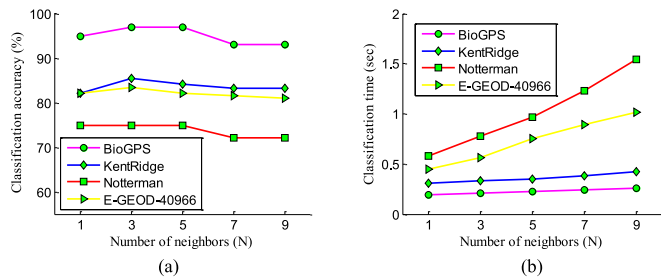 Classification accuracy (%)
100
90
80
70
60
BioGPS
KentRidge
Notterman
E-GEOD-40966
1 3 5 7 9
Number of neighbors (N)
(a)
Classification time (sec)
2
1.5
1
0.5
0
BioGPS
KentRidge
Notterman
E-GEOD-40966
1 3 5 7 9
Number of neighbors (N)
(b)